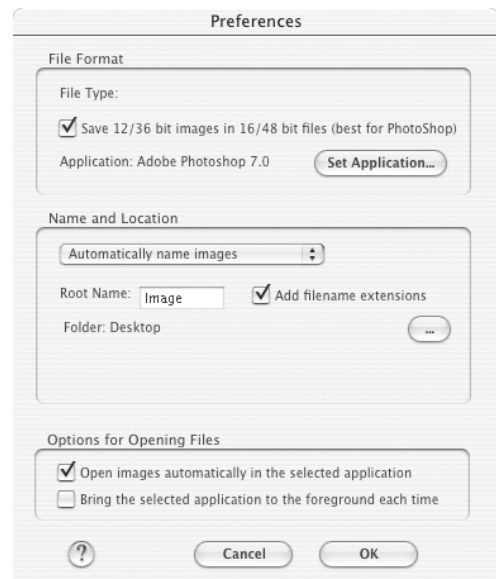 Preferences
File Format
File Type:
Save 12/36 bit images in 16/48 bit files (best for PhotoShop)
Application: Adobe Photoshop 7.0
Set Application...
Name and Location
Automatically name images
Root Name: Image
Add filename extensions
Folder: Desktop
...
Options for Opening Files
Open images automatically in the selected application
Bring the selected application to the foreground each time
?
Cancel
OK